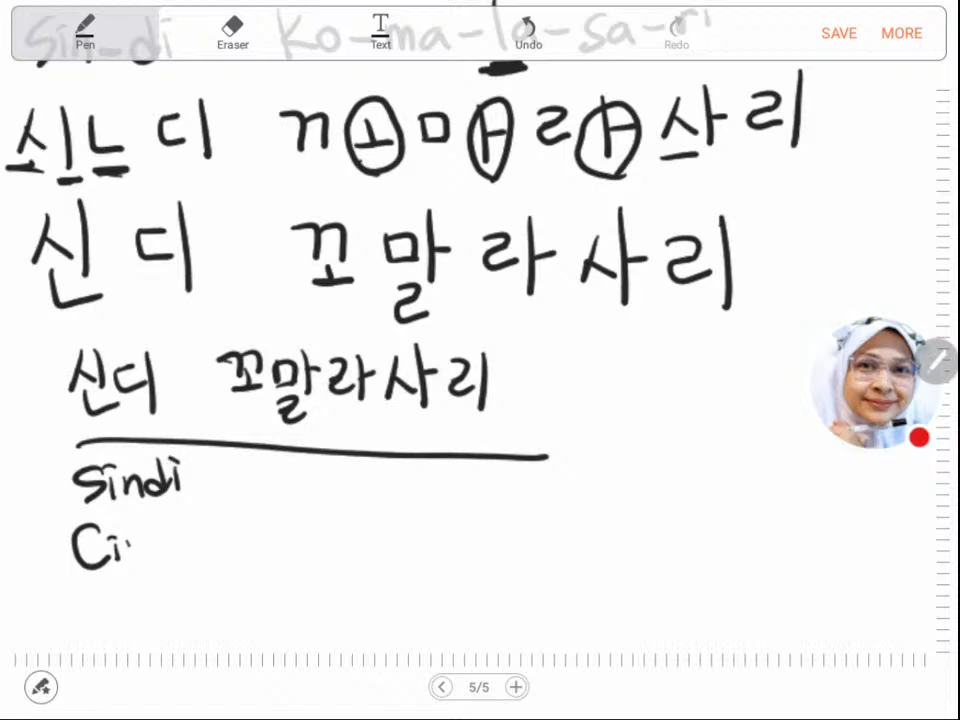 Pen Eraser Text Undo Redo SAVE MORE
Sin-di Ko-ma-la-sa-ri
시ㄴ디 ㄲㅗㅁㅏㄹㅏ사리
신디 꼬말라사리
신디 꼬말라사리
Sindi
Ci
5/5